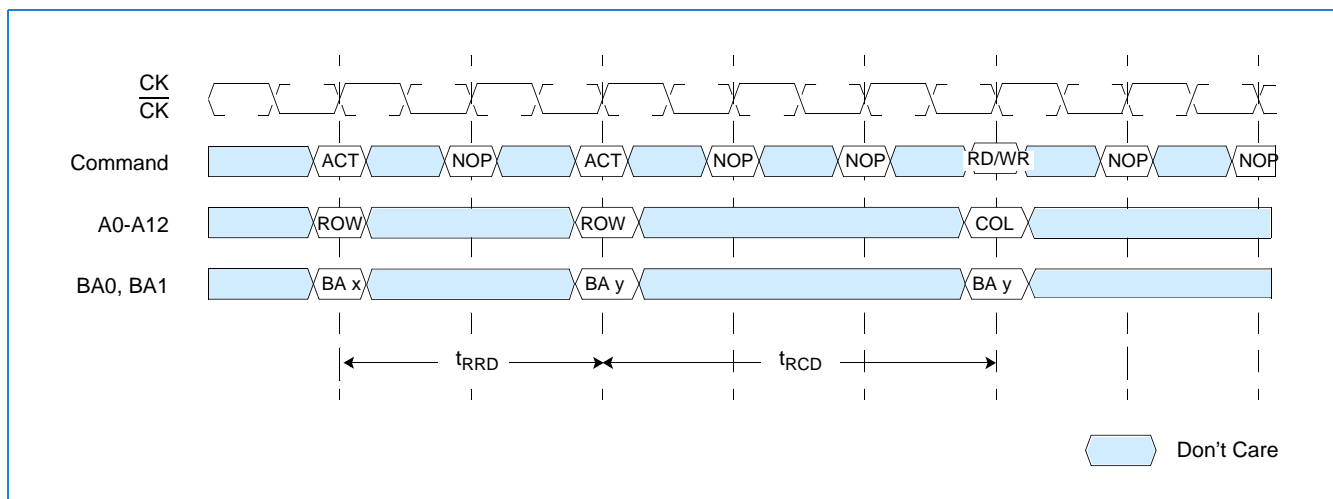 CK
CK
Command ACT NOP ACT NOP NOP RD/WR NOP NOP
A0-A12 ROW ROW COL
BA0, BA1 BA x BA y BA y
tRRD tRCD
Don't Care